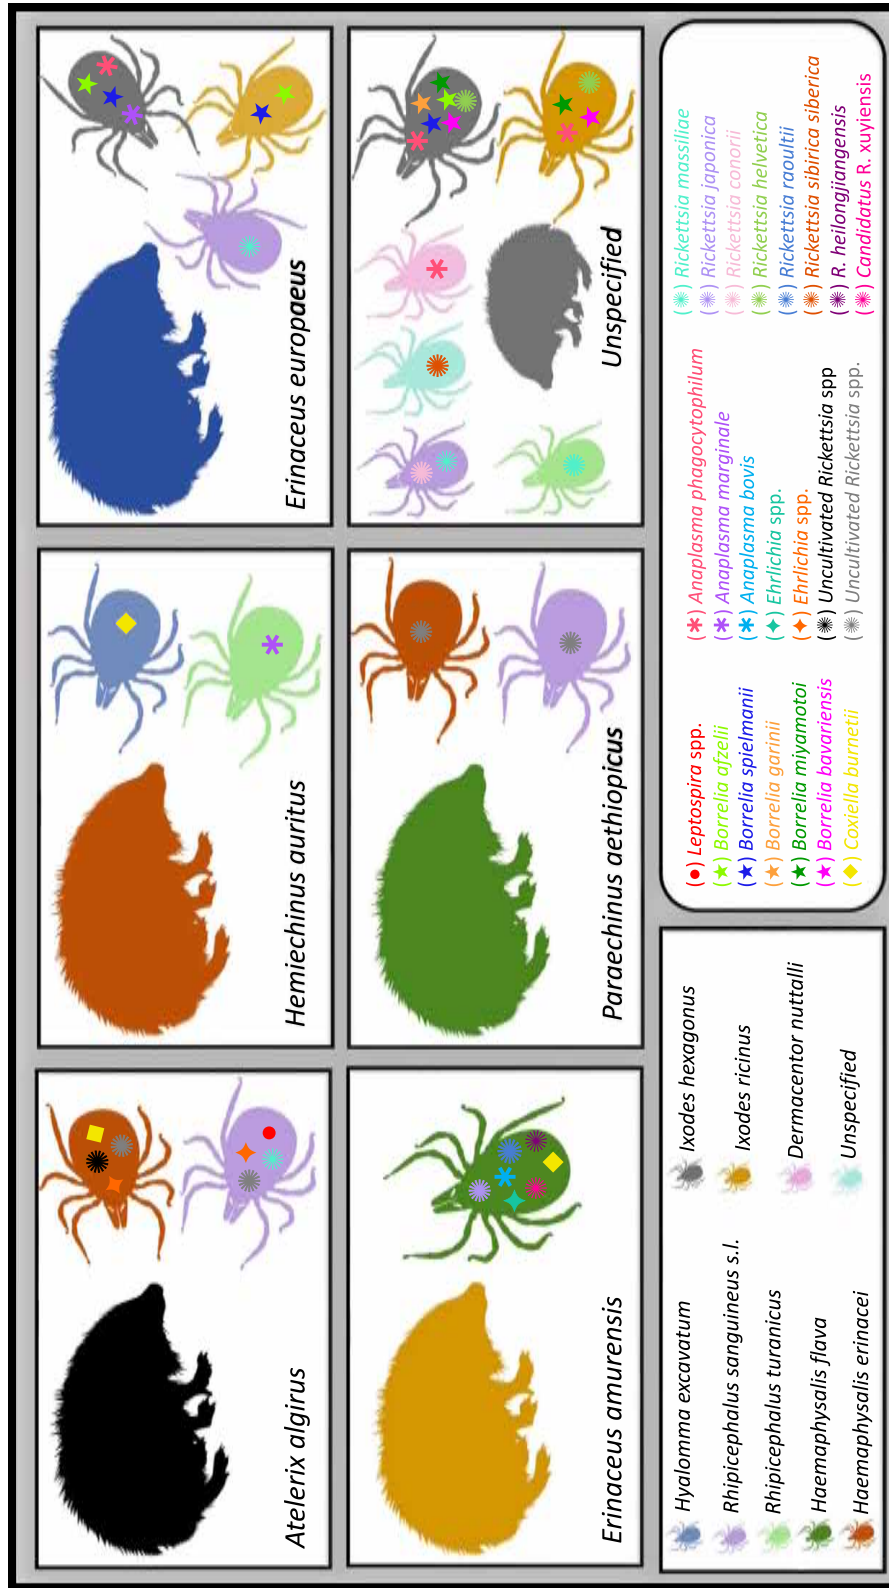 Atelerix algirus
Hemiechinus auritus
Erinaceus europaeus
Erinaceus amurensis
Paraechinus aethiopicus
Unspecified
Hyalomma excavatum
Rhipicephalus sanguineus s.l.
Rhipicephalus turanicus
Haemaphysalis flava
Haemaphysalis erinacei
Ixodes hexagonus
Ixodes ricinus
Dermacentor nuttalli
Unspecified
(●) Leptospira spp.
(★) Borrelia afzelii
(★) Borrelia spielmanii
(★) Borrelia garinii
(★) Borrelia miyamotoi
(★) Borrelia bavariensis
(◆) Coxiella burnetii
(✱) Anaplasma phagocytophilum
(✱) Anaplasma marginale
(✱) Anaplasma bovis
(✦) Ehrlichia spp.
(✦) Ehrlichia spp.
(✺) Uncultivated Rickettsia spp
(✺) Uncultivated Rickettsia spp.
(✺) Rickettsia massiliae
(✺) Rickettsia japonica
(✺) Rickettsia conorii
(✺) Rickettsia helvetica
(✺) Rickettsia raoultii
(✺) Rickettsia sibirica siberica
(✺) R. heilongjiangensis
(✺) Candidatus R. xuyiensis